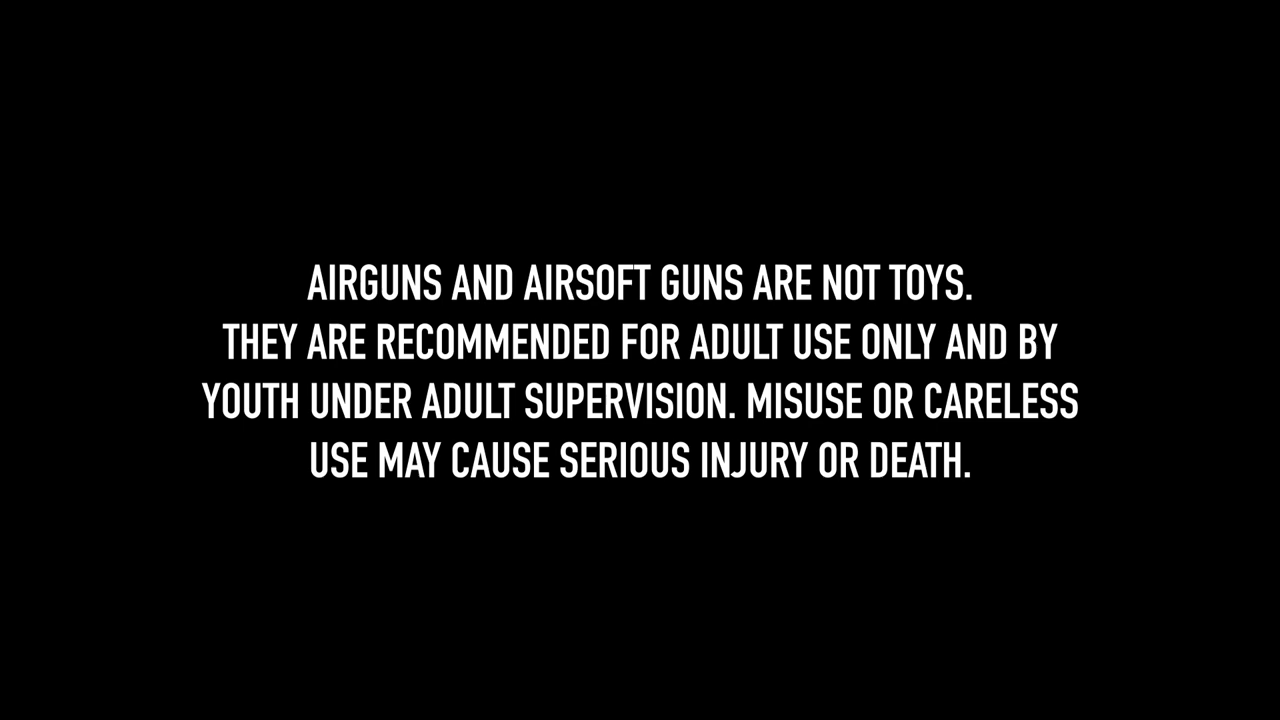 AIRGUNS AND AIRSOFT GUNS ARE NOT TOYS.
THEY ARE RECOMMENDED FOR ADULT USE ONLY AND BY
YOUTH UNDER ADULT SUPERVISION. MISUSE OR CARELESS
USE MAY CAUSE SERIOUS INJURY OR DEATH.